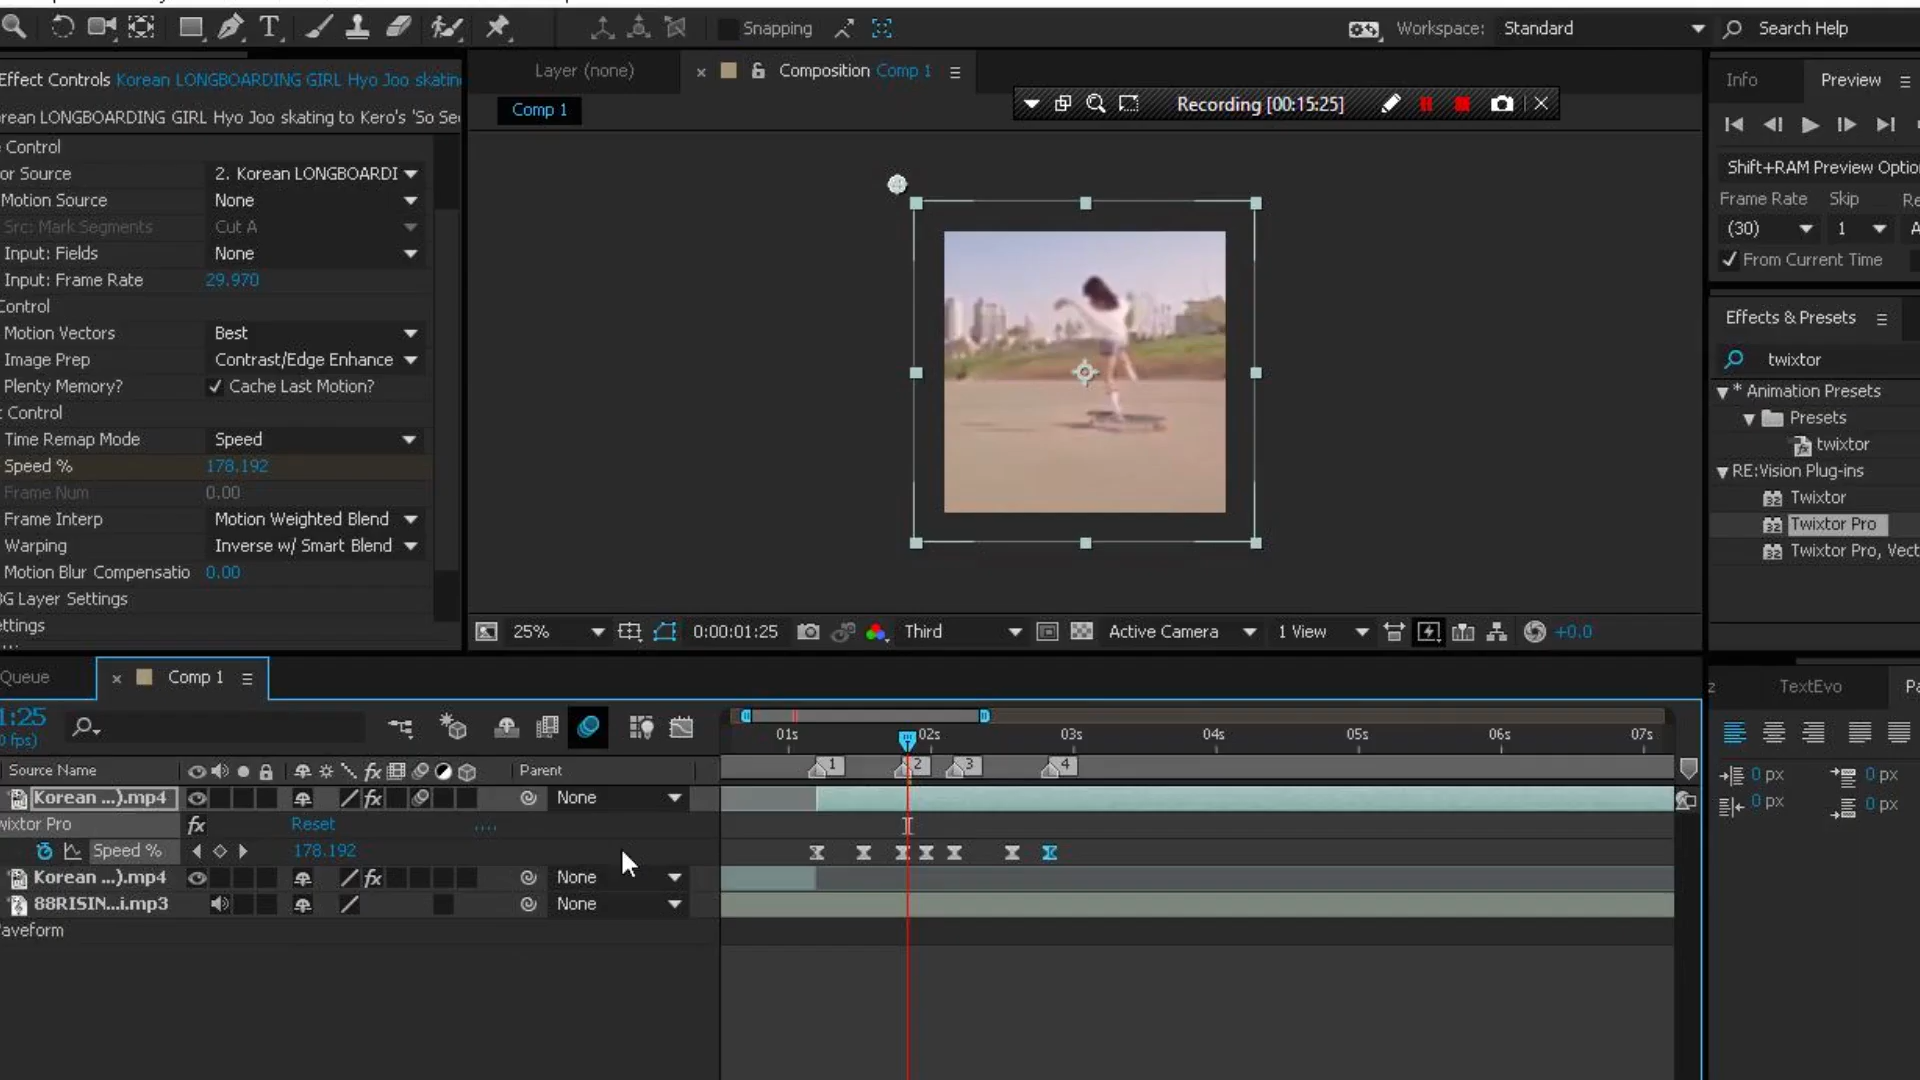 Snapping
Workspace: Standard
Search Help
Effect Controls Korean LONGBOARDING GIRL Hyo Joo skatin
rean LONGBOARDING GIRL Hyo Joo skating to Kero's 'So Se
Control
or Source 2. Korean LONGBOARDI
Motion Source None
Src: Mark Segments Cut A
Input: Fields None
Input: Frame Rate 29.970
Control
Motion Vectors Best
Image Prep Contrast/Edge Enhance
Plenty Memory? Cache Last Motion?
Control
Time Remap Mode Speed
Speed % 178.192
Frame Num 0.00
Frame Interp Motion Weighted Blend
Warping Inverse w/ Smart Blend
Motion Blur Compensatio 0.00
G Layer Settings
ettings
Layer (none)
Composition Comp 1
Comp 1
Recording [00:15:25]
25%
0:00:01:25
Third
Active Camera
1 View
+0.0
Info
Preview
Shift+RAM Preview Optio
Frame Rate Skip Re
(30) 1 A
From Current Time
Effects & Presets
twixtor
* Animation Presets
Presets
twixtor
RE:Vision Plug-ins
Twixtor
Twixtor Pro
Twixtor Pro, Vect
Queue
Comp 1
1:25
0 fps)
01s 02s 03s 04s 05s 06s 07s
1 2 3 4
Source Name
Parent
Korean ...).mp4 None
wixtor Pro Reset ....
Speed % 178.192
Korean ...).mp4 None
88RISIN...i.mp3 None
aveform
z TextEvo Pa
0 px 0 px
0 px 0 px